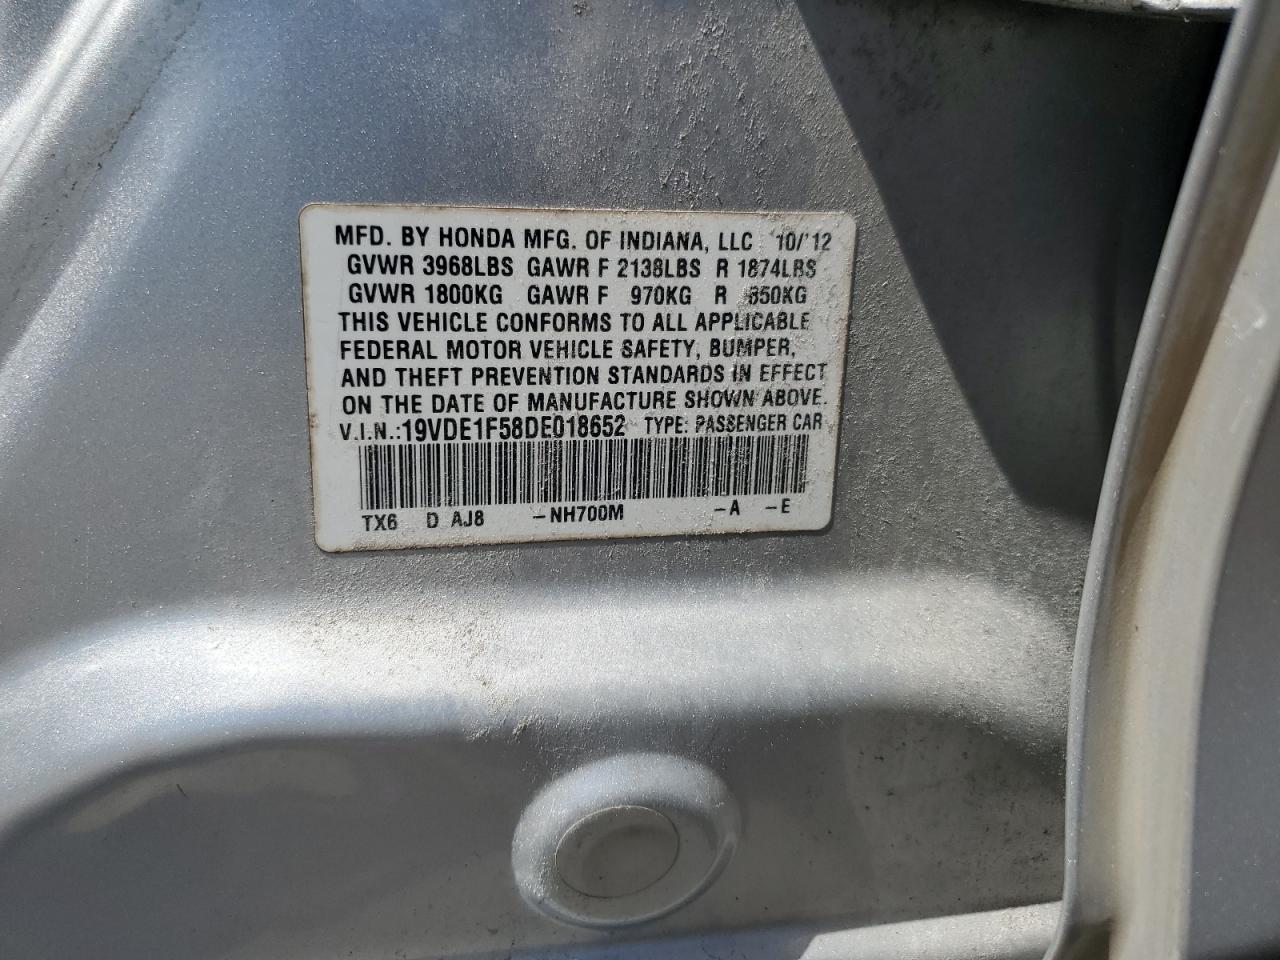 MFD. BY HONDA MFG. OF INDIANA, LLC 10/'12
GVWR 3968LBS GAWR F 2138LBS R 1874LBS
GVWR 1800KG GAWR F 970KG R 850KG
THIS VEHICLE CONFORMS TO ALL APPLICABLE
FEDERAL MOTOR VEHICLE SAFETY, BUMPER,
AND THEFT PREVENTION STANDARDS IN EFFECT
ON THE DATE OF MANUFACTURE SHOWN ABOVE.
V.I.N.:19VDE1F58DE018652 TYPE: PASSENGER CAR
TX6 D AJ8 -NH700M -A -E